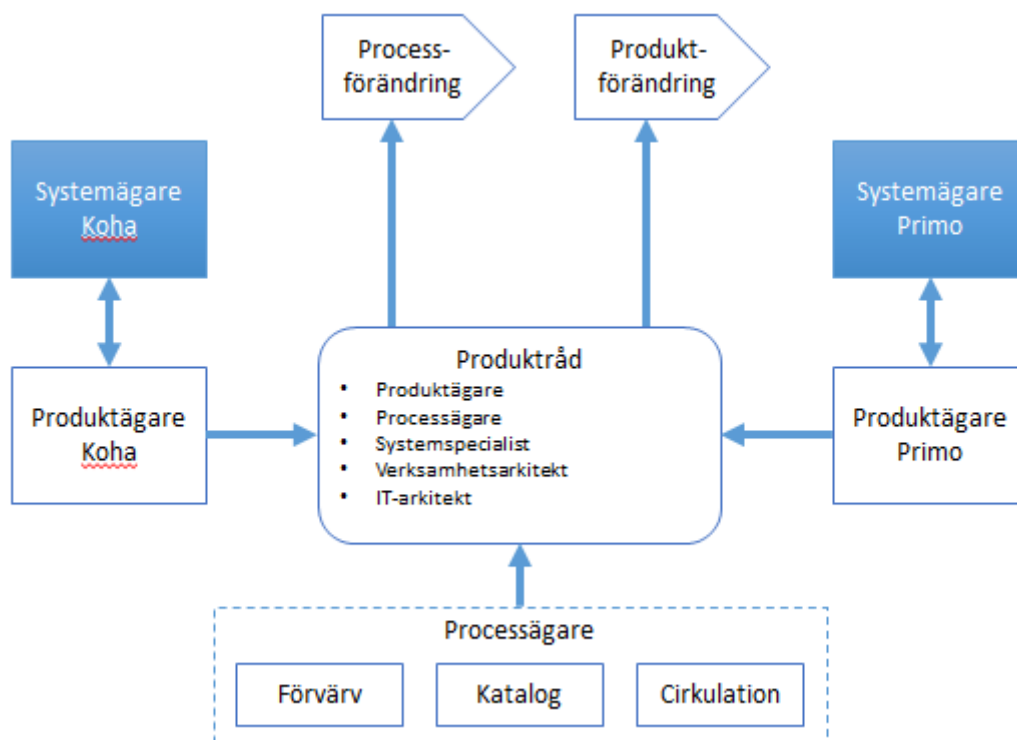 Process-
förändring
Produkt-
förändring
Systemägare
Koha
Systemägare
Primo
Produktägare
Koha
Produktråd
• Produktägare
• Processägare
• Systemspecialist
• Verksamhetsarkitekt
• IT-arkitekt
Produktägare
Primo
Processägare
Förvärv
Katalog
Cirkulation